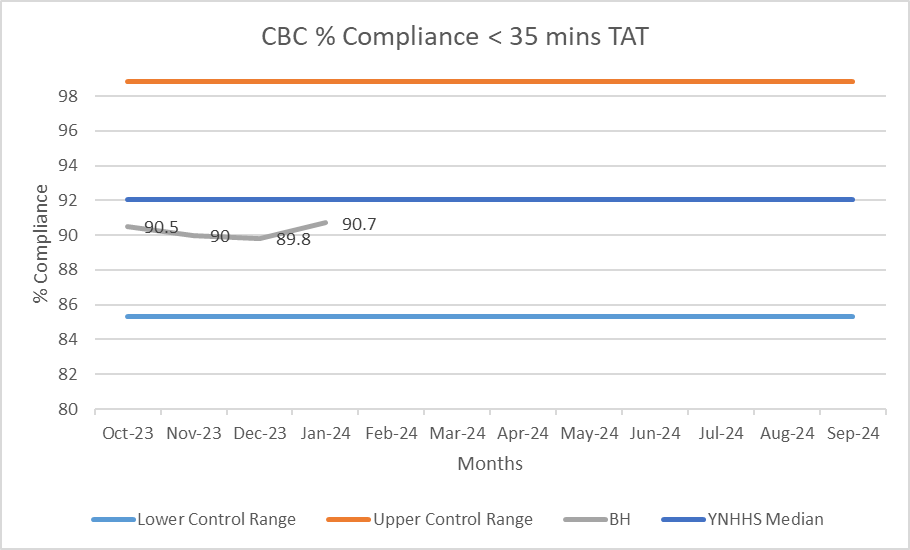 CBC % Compliance < 35 mins TAT
98
96
94
92
90
88
86
84
82
80
% Compliance
90.5
90
89.8
90.7
Oct-23 Nov-23 Dec-23 Jan-24 Feb-24 Mar-24 Apr-24 May-24 Jun-24 Jul-24 Aug-24 Sep-24
Months
Lower Control Range Upper Control Range BH YNHHS Median